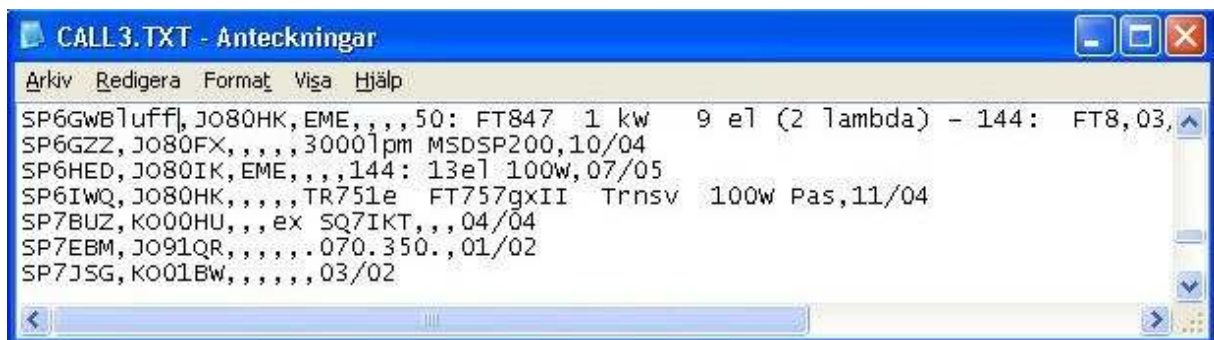 CALL3.TXT - Anteckningar
Arkiv Redigera Format Visa Hjälp
SP6GWBluff,JO80HK,EME,,,,50: FT847 1 kW 9 el (2 lambda) - 144: FT8,03,
SP6GZZ,JO80FX,,,,,3000lpm MSDSP200,10/04
SP6HED,JO80IK,EME,,,,144: 13el 100W,07/05
SP6IWQ,JO80HK,,,,,TR751e FT757gxII Trnsv 100W Pas,11/04
SP7BUZ,KO00HU,,,ex SQ7IKT,,,04/04
SP7EBM,JO91QR,,,,,.070.350.,01/02
SP7JSG,KO01BW,,,,,,03/02